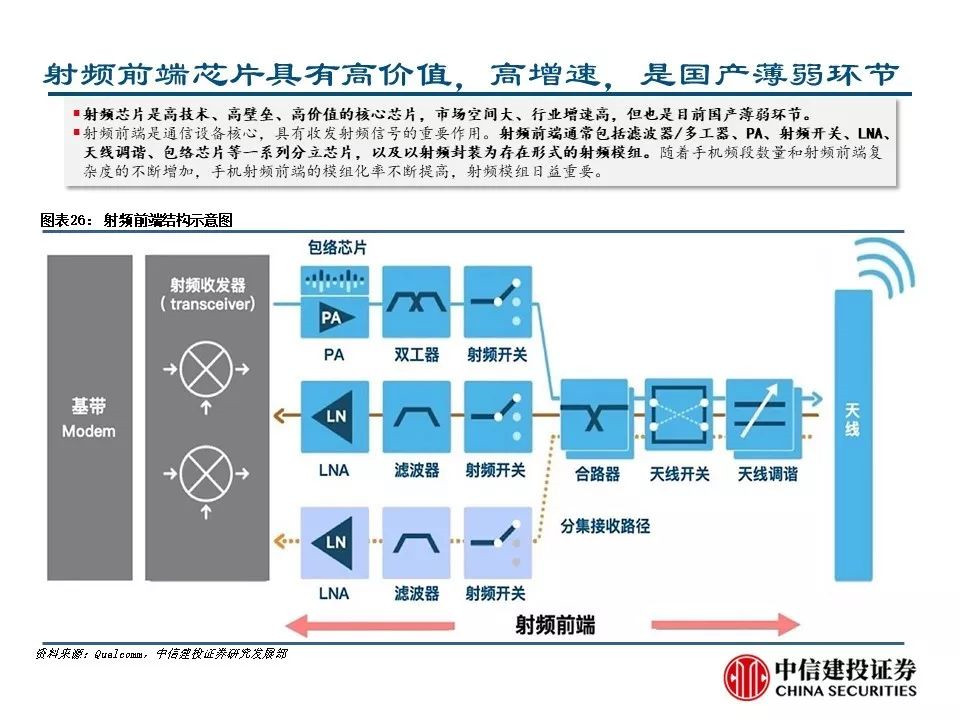 射频前端芯片具有高价值，高增速，是国产薄弱环节
射频芯片是高技术、高壁垒、高价值的核心芯片，市场空间大、行业增速高，但也是目前国产薄弱环节。
射频前端是通信设备核心，具有收发射频信号的重要作用。射频前端通常包括滤波器/多工器、PA、射频开关、LNA、
天线调谐、包络芯片等一系列分立芯片，以及以射频封装为存在形式的射频模组。随着手机频段数量和射频前端复
杂度的不断增加，手机射频前端的模组化率不断提高，射频模组日益重要。
图表26： 射频前端结构示意图
包络芯片
射频收发器
( transceiver)
PA
PA
双工器
射频开关
基带
Modem
天线
LN
LNA
滤波器
射频开关
合路器
天线开关
天线调谐
分集接收路径
LN
LNA
滤波器
射频开关
射频前端
资料来源：Qualcomm，中信建投证券研究发展部
中信建投证券
CHINA SECURITIES